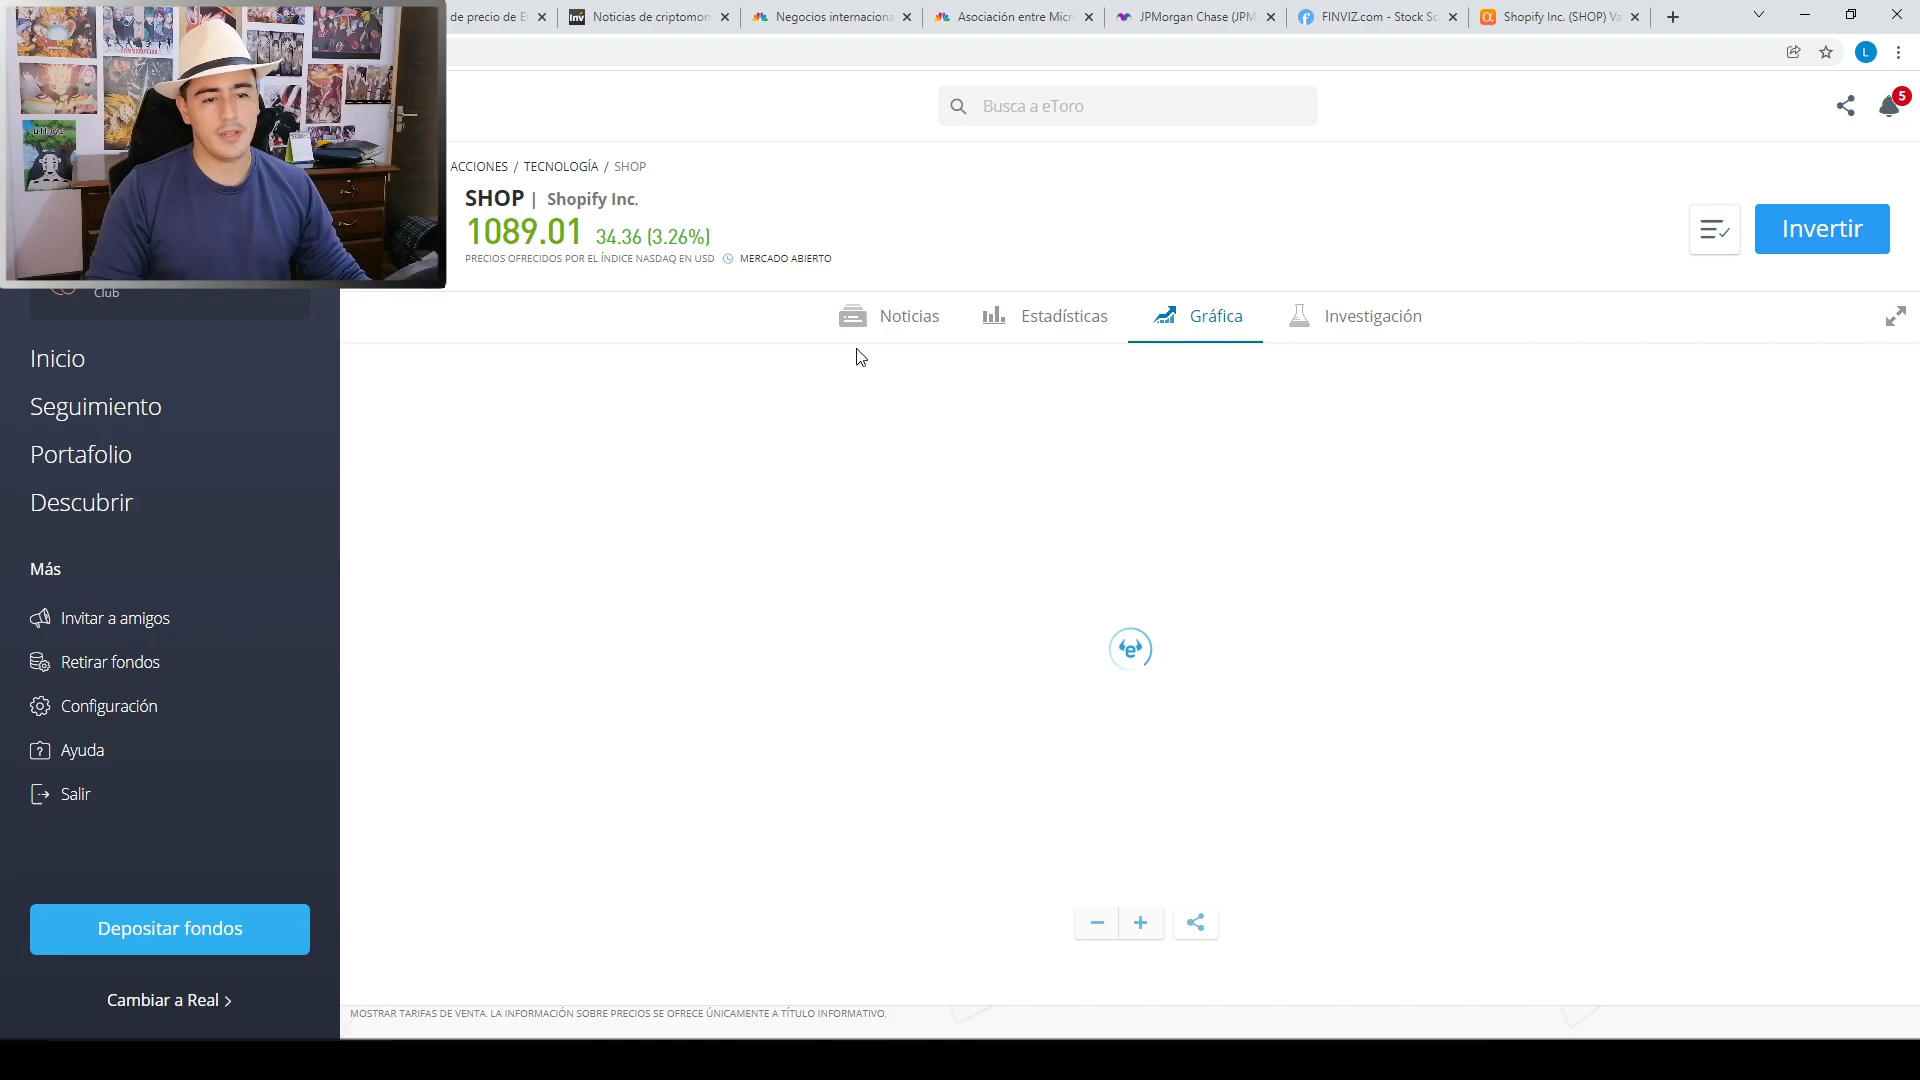 de precio de E
Noticias de criptomon
Negocios internaciona
Asociación entre Micr
JPMorgan Chase (JPM
FINVIZ.com - Stock Sc
Shopify Inc. (SHOP) Va
L
Busca a eToro
5
ACCIONES / TECNOLOGÍA / SHOP
SHOP | Shopify Inc.
1089.01 34.36 (3.26%)
PRECIOS OFRECIDOS POR EL ÍNDICE NASDAQ EN USD MERCADO ABIERTO
Invertir
Club
Noticias
Estadísticas
Gráfica
Investigación
Inicio
Seguimiento
Portafolio
Descubrir
Más
Invitar a amigos
Retirar fondos
Configuración
Ayuda
Salir
Depositar fondos
Cambiar a Real >
MOSTRAR TARIFAS DE VENTA. LA INFORMACIÓN SOBRE PRECIOS SE OFRECE ÚNICAMENTE A TÍTULO INFORMATIVO.